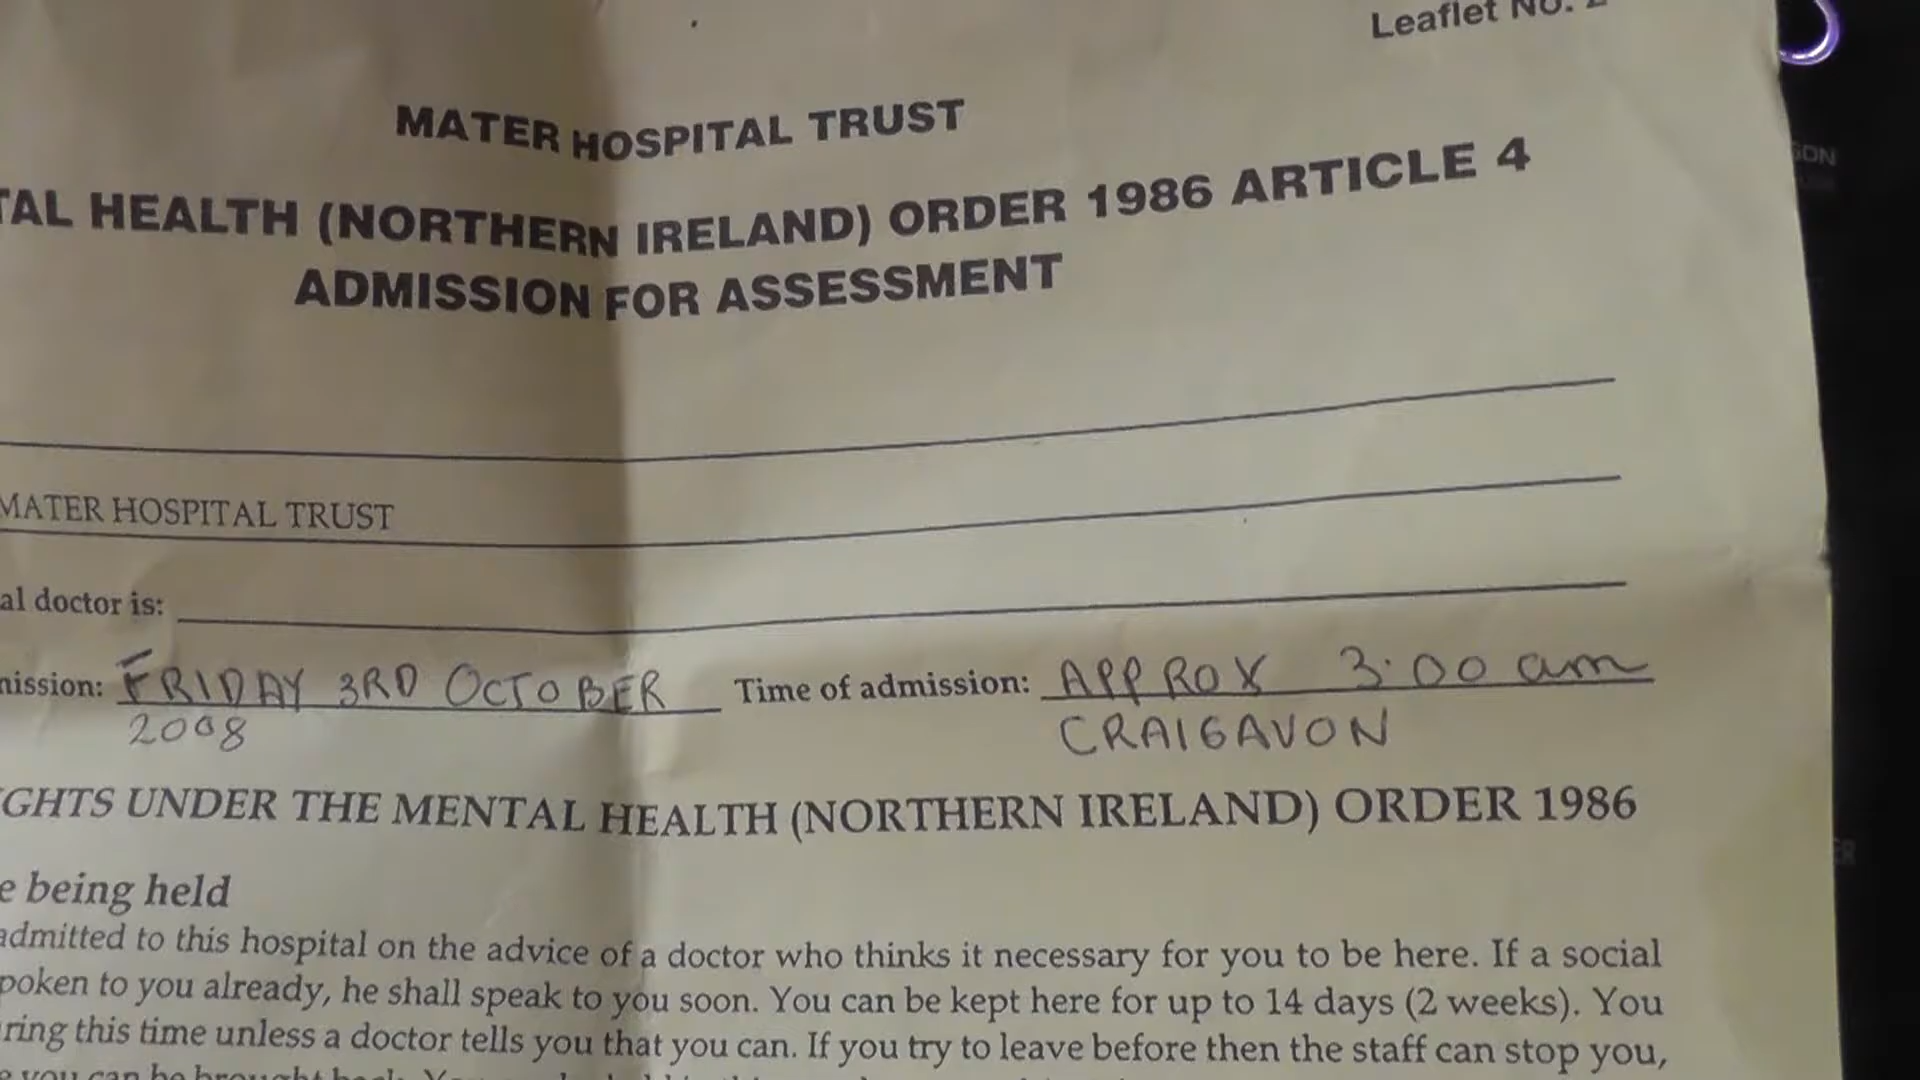 Leaflet No.
MATER HOSPITAL TRUST
TAL HEALTH (NORTHERN IRELAND) ORDER 1986 ARTICLE 4
ADMISSION FOR ASSESSMENT
MATER HOSPITAL TRUST
al doctor is:
nission: FRIDAY 3RD OCTOBER Time of admission: APPROX 3:00 am
2008 CRAIGAVON
GHTS UNDER THE MENTAL HEALTH (NORTHERN IRELAND) ORDER 1986
e being held
admitted to this hospital on the advice of a doctor who thinks it necessary for you to be here. If a social
poken to you already, he shall speak to you soon. You can be kept here for up to 14 days (2 weeks). You
ring this time unless a doctor tells you that you can. If you try to leave before then the staff can stop you,
you can be brought back.